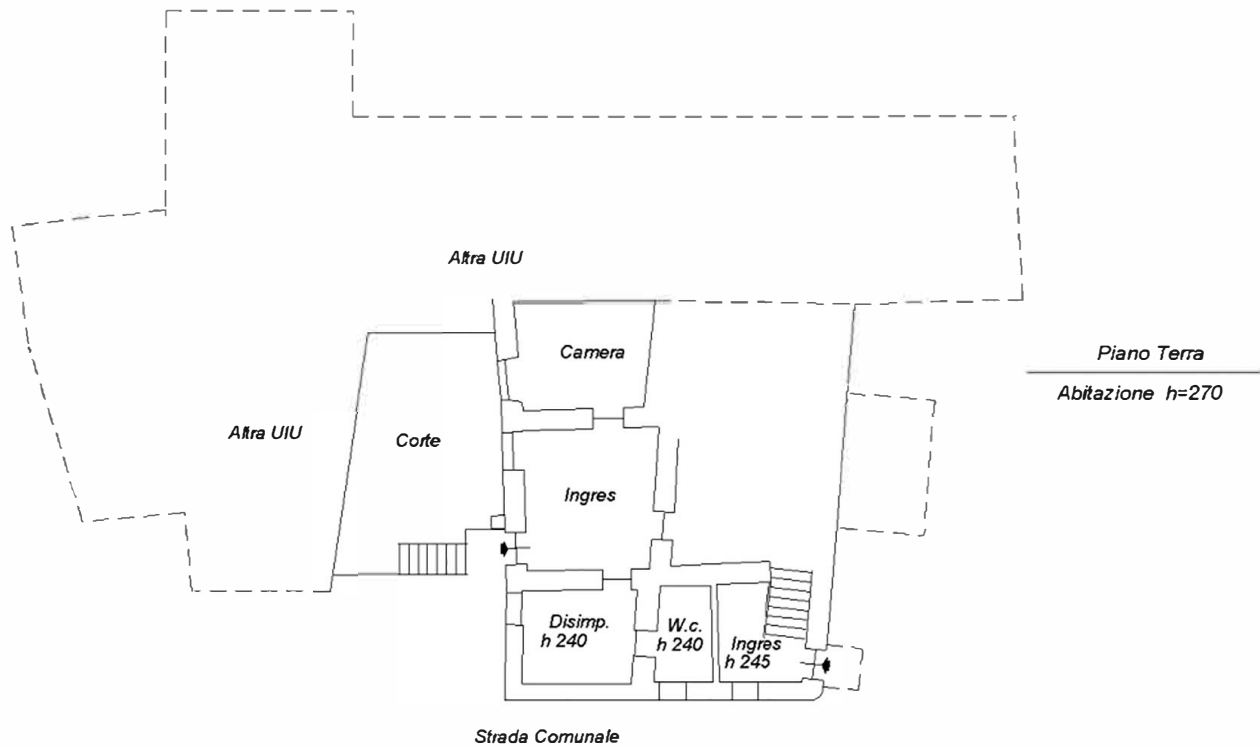 Altra UIU
Camera
Piano Terra
Abitazione h=270
Altra UIU
Corte
Ingres
Disimp.
h 240
W.c.
h 240
Ingres
h 245
Strada Comunale